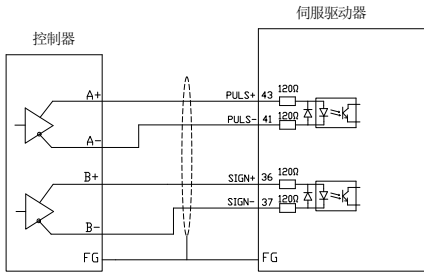 伺服驱动器
控制器
A+ PULS+ 43 120Ω
A- PULS- 41 120Ω
B+ SIGN+ 36 120Ω
B- SIGN- 37 120Ω
FG FG